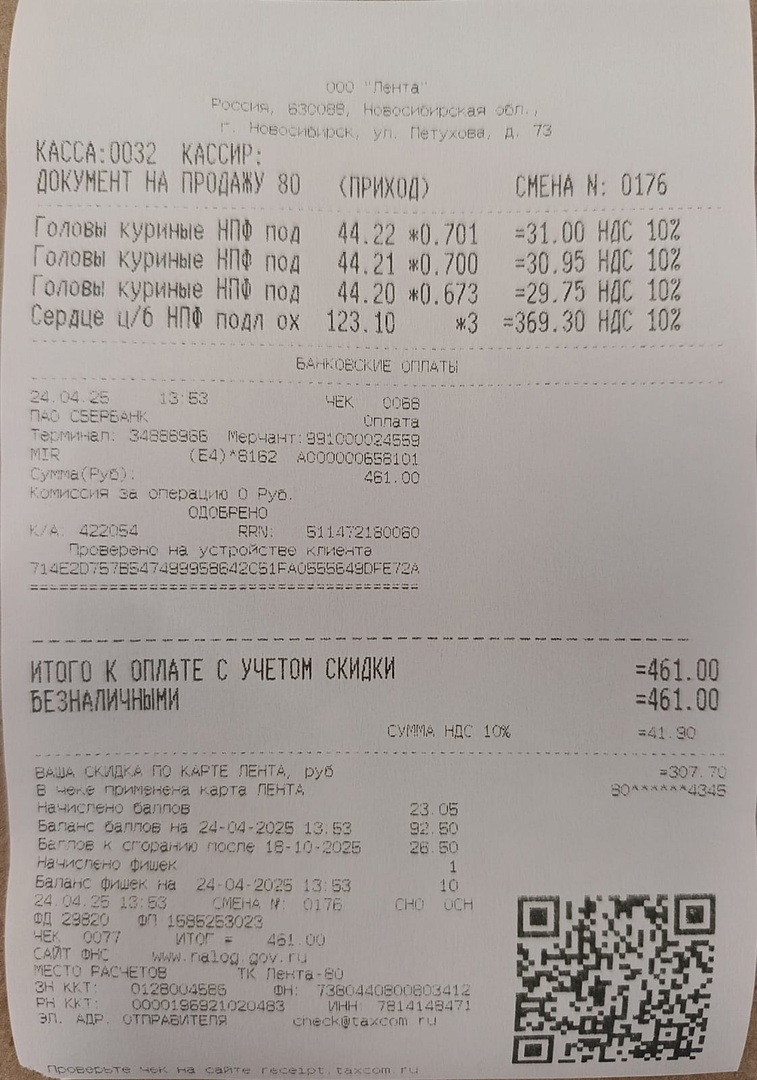 ООО "Лента"
Россия, 630088, Новосибирская обл.,
г. Новосибирск, ул. Петухова, д. 73
КАССА:0032 КАССИР:
ДОКУМЕНТ НА ПРОДАЖУ 80 (ПРИХОД) СМЕНА N: 0176
Головы куриные НПФ под 44.22 *0.701 =31.00 НДС 10%
Головы куриные НПФ под 44.21 *0.700 =30.95 НДС 10%
Головы куриные НПФ под 44.20 *0.673 =29.75 НДС 10%
Сердце ц/б НПФ подл ох 123.10 *3 =369.30 НДС 10%
БАНКОВСКИЕ ОПЛАТЫ
24.04.25 13:53 ЧЕК 0068
ПАО СБЕРБАНК Оплата
Терминал: 34886966 Мерчант:991000024559
MIR (E4)*8162 A000000658101
Сумма(Руб): 461.00
Комиссия за операцию 0 Руб.
ОДОБРЕНО
К/А: 422054 RRN: 511472180060
Проверено на устройстве клиента
714E2D757B547499958642C51FA0555649DFE72A
ИТОГО К ОПЛАТЕ С УЧЕТОМ СКИДКИ =461.00
БЕЗНАЛИЧНЫМИ =461.00
СУММА НДС 10% =41.90
ВАША СКИДКА ПО КАРТЕ ЛЕНТА, руб =307.70
В чеке применена карта ЛЕНТА 80******4345
Начислено баллов 23.05
Баланс баллов на 24-04-2025 13:53 92.50
Баллов к сгоранию после 18-10-2025 26.50
Начислено фишек 1
Баланс фишек на 24-04-2025 13:53 10
24.04.25 13:53 СМЕНА N: 0176 СНО ОСН
ФД 29820 ФП 1585253023
ЧЕК 0077 ИТОГ = 461.00
САЙТ ФНС www.nalog.gov.ru
МЕСТО РАСЧЕТОВ ТК Лента-80
ЗН ККТ: 0128004586 ФН: 7380440800803412
РН ККТ: 0000196921020483 ИНН: 7814148471
ЭЛ. АДР. ОТПРАВИТЕЛЯ check@taxcom.ru
Проверьте чек на сайте receipt.taxcom.ru